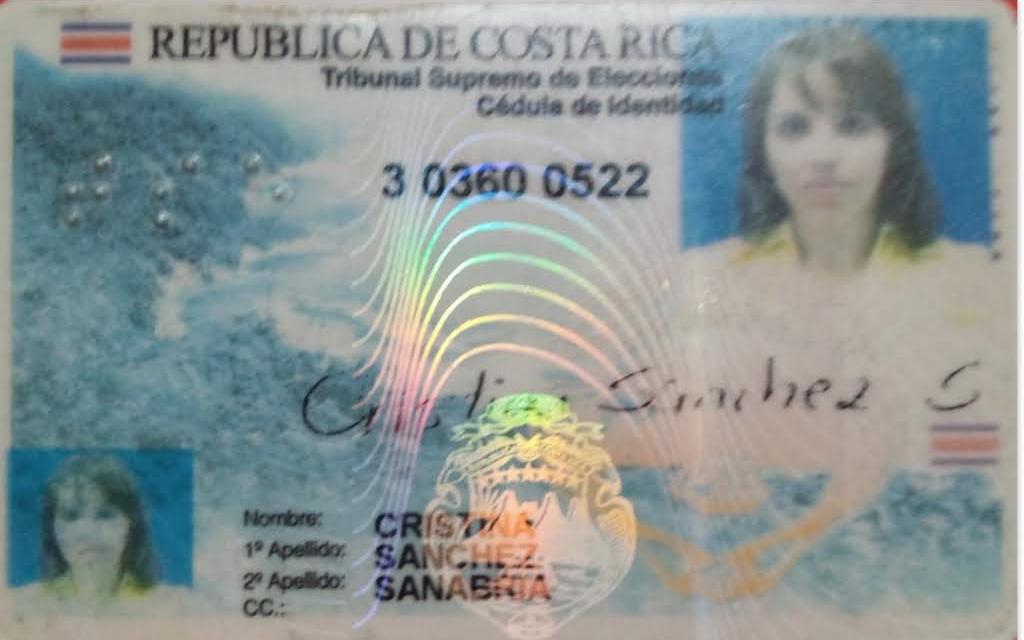 REPUBLICA DE COSTA RICA
Tribunal Supremo de Elecciones
Cédula de Identidad
3 0360 0522
Cristina Sánchez S
Nombre: CRISTINA
1º Apellido: SANCHEZ
2º Apellido: SANABRIA
CC.: